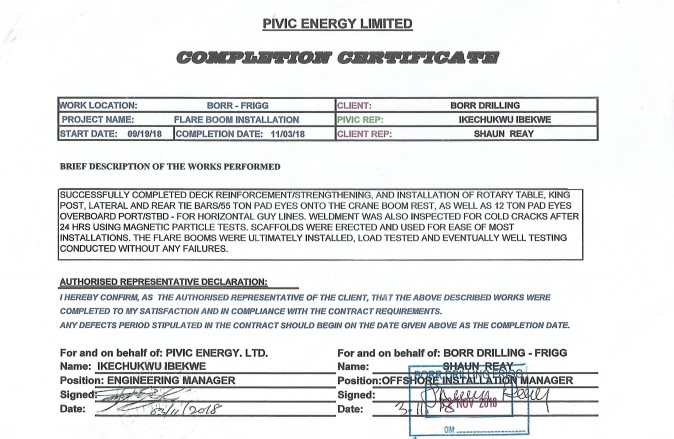 PIVIC ENERGY LIMITED
COMPLETION CERTIFICATE
WORK LOCATION: BORR - FRIGG CLIENT: BORR DRILLING
PROJECT NAME: FLARE BOOM INSTALLATION PIVIC REP: IKECHUKWU IBEKWE
START DATE: 09/19/18 COMPLETION DATE: 11/03/18 CLIENT REP: SHAUN REAY
BRIEF DESCRIPTION OF THE WORKS PERFORMED
SUCCESSFULLY COMPLETED DECK REINFORCEMENT/STRENGTHENING, AND INSTALLATION OF ROTARY TABLE, KING
POST, LATERAL AND REAR TIE BARS/55 TON PAD EYES ONTO THE CRANE BOOM REST, AS WELL AS 12 TON PAD EYES
OVERBOARD PORT/STBD - FOR HORIZONTAL GUY LINES. WELDMENT WAS ALSO INSPECTED FOR COLD CRACKS AFTER
24 HRS USING MAGNETIC PARTICLE TESTS. SCAFFOLDS WERE ERECTED AND USED FOR EASE OF MOST
INSTALLATIONS. THE FLARE BOOMS WERE ULTIMATELY INSTALLED, LOAD TESTED AND EVENTUALLY WELL TESTING
CONDUCTED WITHOUT ANY FAILURES.
AUTHORISED REPRESENTATIVE DECLARATION:
I HEREBY CONFIRM, AS THE AUTHORISED REPRESENTATIVE OF THE CLIENT, THAT THE ABOVE DESCRIBED WORKS WERE
COMPLETED TO MY SATISFACTION AND IN COMPLIANCE WITH THE CONTRACT REQUIREMENTS.
ANY DEFECTS PERIOD STIPULATED IN THE CONTRACT SHOULD BEGIN ON THE DATE GIVEN ABOVE AS THE COMPLETION DATE.
For and on behalf of: PIVIC ENERGY. LTD.
Name: IKECHUKWU IBEKWE
Position: ENGINEERING MANAGER
Signed:
Date: 03/11/2018
For and on behalf of: BORR DRILLING - FRIGG
Name: SHAUN REAY
Position:OFFSHORE INSTALLATION MANAGER
Signed:
Date: 3-11-18
BORR DRILLING FRIGG
NOV 2018
OIM